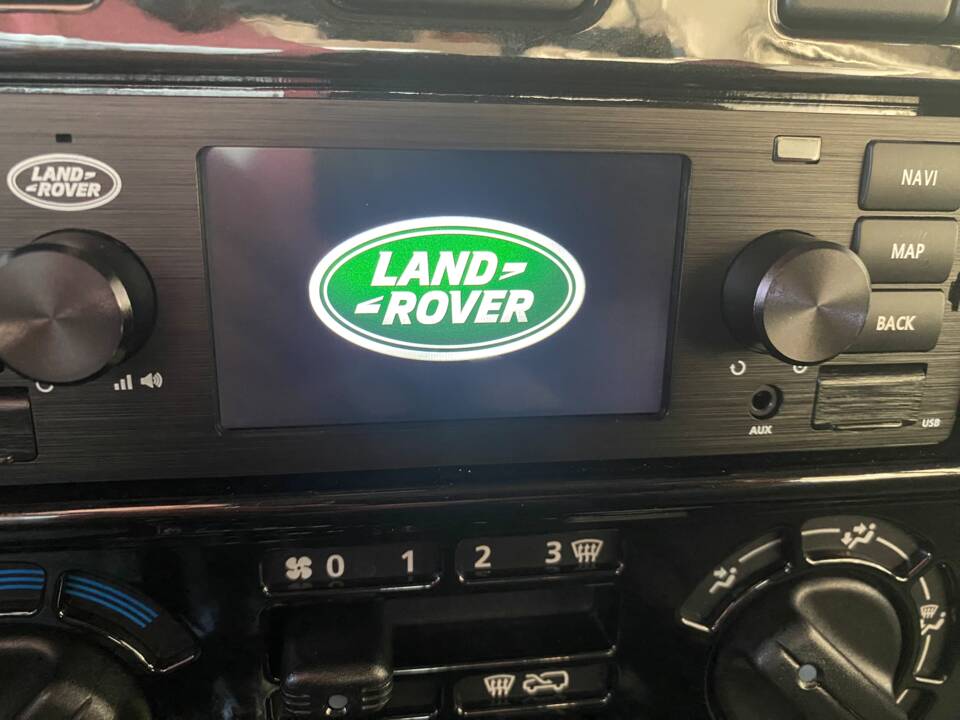 LAND
ROVER
LAND
ROVER
NAVI
MAP
BACK
AUX
USB
0 1 2 3